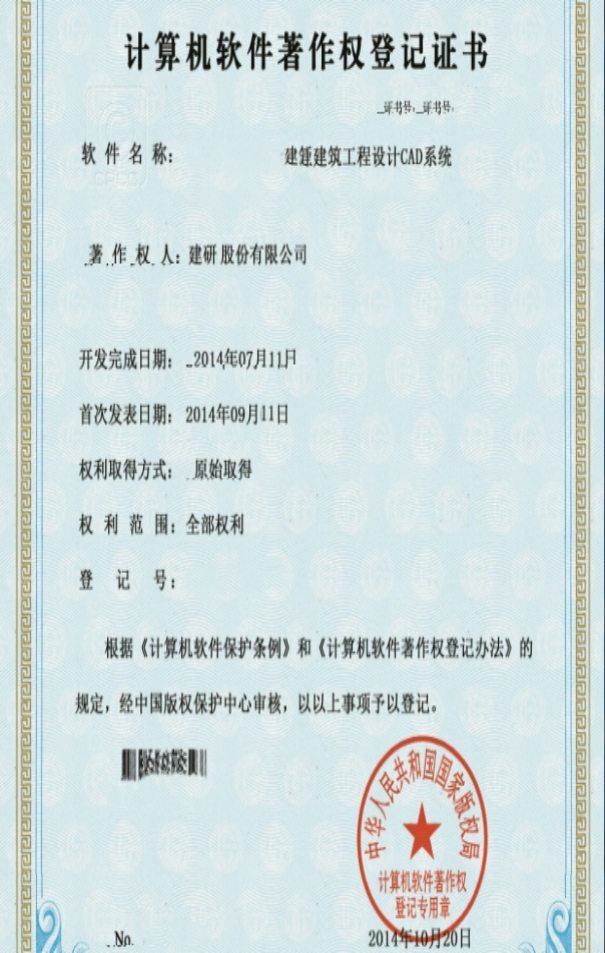 计算机软件著作权登记证书
证书号: 证书号:
软件名称: 建筳建筑工程设计CAD系统
著作权人: 建研 股份有限公司
开发完成日期: 2014年07月11日
首次发表日期: 2014年09月11日
权利取得方式: 原始取得
权利范围: 全部权利
登记号:
根据《计算机软件保护条例》和《计算机软件著作权登记办法》的
规定, 经中国版权保护中心审核, 以以上事项予以登记。
中华人民共和国国家版权局
计算机软件著作权
登记专用章
No.
2014年10月20日